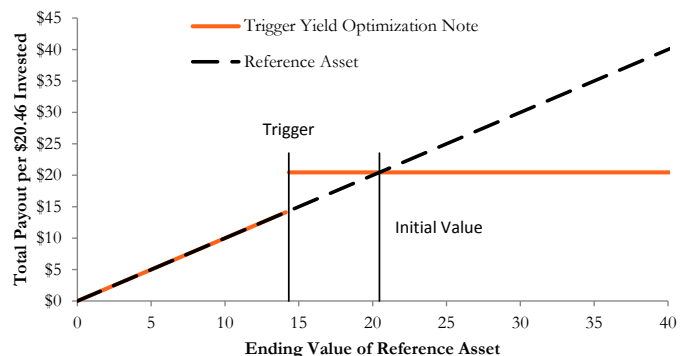 Total Payout per $20.46 Invested
$45
$40
$35
$30
$25
$20
$15
$10
$5
$0
Trigger Yield Optimization Note
Reference Asset
Trigger
Initial Value
0 5 10 15 20 25 30 35 40
Ending Value of Reference Asset